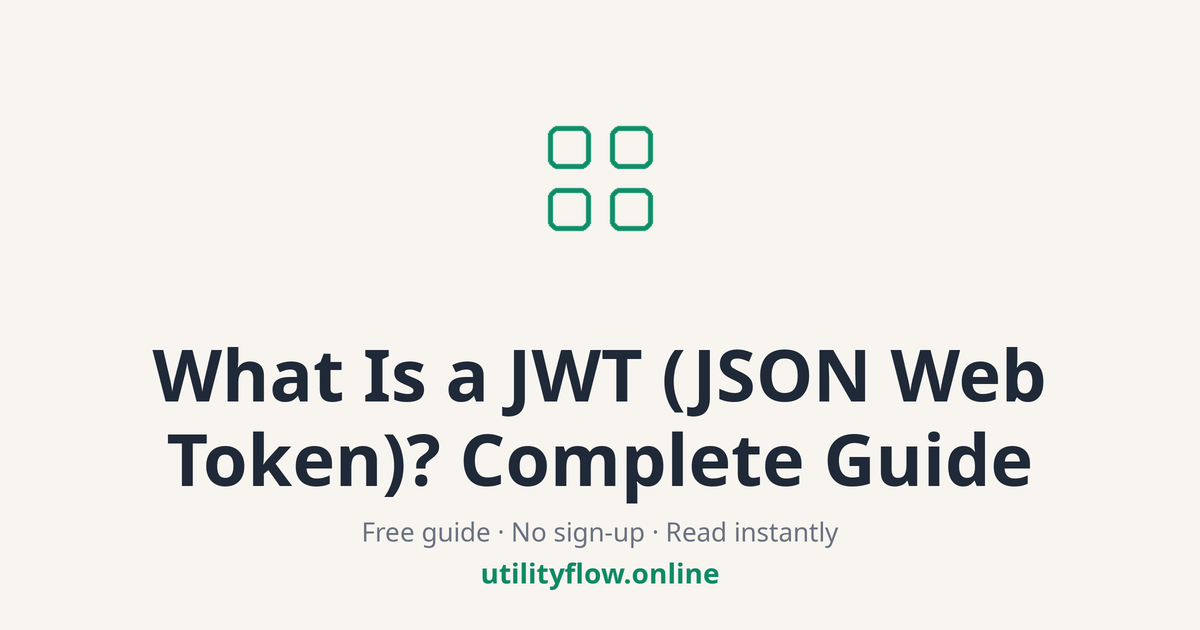 What Is a JWT (JSON Web
Token)? Complete Guide
Free guide · No sign-up · Read instantly
utilityflow.online